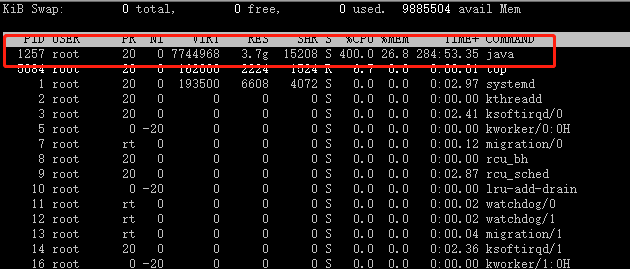 KiB Swap: 0 total, 0 free, 0 used. 9885504 avail Mem
PID USER PR NI VIRT RES SHR S %CPU %MEM TIME+ COMMAND
1257 root 20 0 7744968 3.7g 15208 S 400.0 26.8 284:53.35 java
5084 root 20 0 162000 2224 1524 R 6.7 0.0 0:00.01 top
1 root 20 0 193500 6608 4072 S 0.0 0.0 0:02.97 systemd
2 root 20 0 0 0 0 S 0.0 0.0 0:00.00 kthreadd
3 root 20 0 0 0 0 S 0.0 0.0 0:02.41 ksoftirqd/0
5 root 0 -20 0 0 0 S 0.0 0.0 0:00.00 kworker/0:0H
7 root rt 0 0 0 0 S 0.0 0.0 0:00.12 migration/0
8 root 20 0 0 0 0 S 0.0 0.0 0:00.00 rcu_bh
9 root 20 0 0 0 0 S 0.0 0.0 0:02.87 rcu_sched
10 root 0 -20 0 0 0 S 0.0 0.0 0:00.00 lru-add-drain
11 root rt 0 0 0 0 S 0.0 0.0 0:00.02 watchdog/0
12 root rt 0 0 0 0 S 0.0 0.0 0:00.02 watchdog/1
13 root rt 0 0 0 0 S 0.0 0.0 0:00.04 migration/1
14 root 20 0 0 0 0 S 0.0 0.0 0:02.36 ksoftirqd/1
16 root 0 -20 0 0 0 S 0.0 0.0 0:00.00 kworker/1:0H